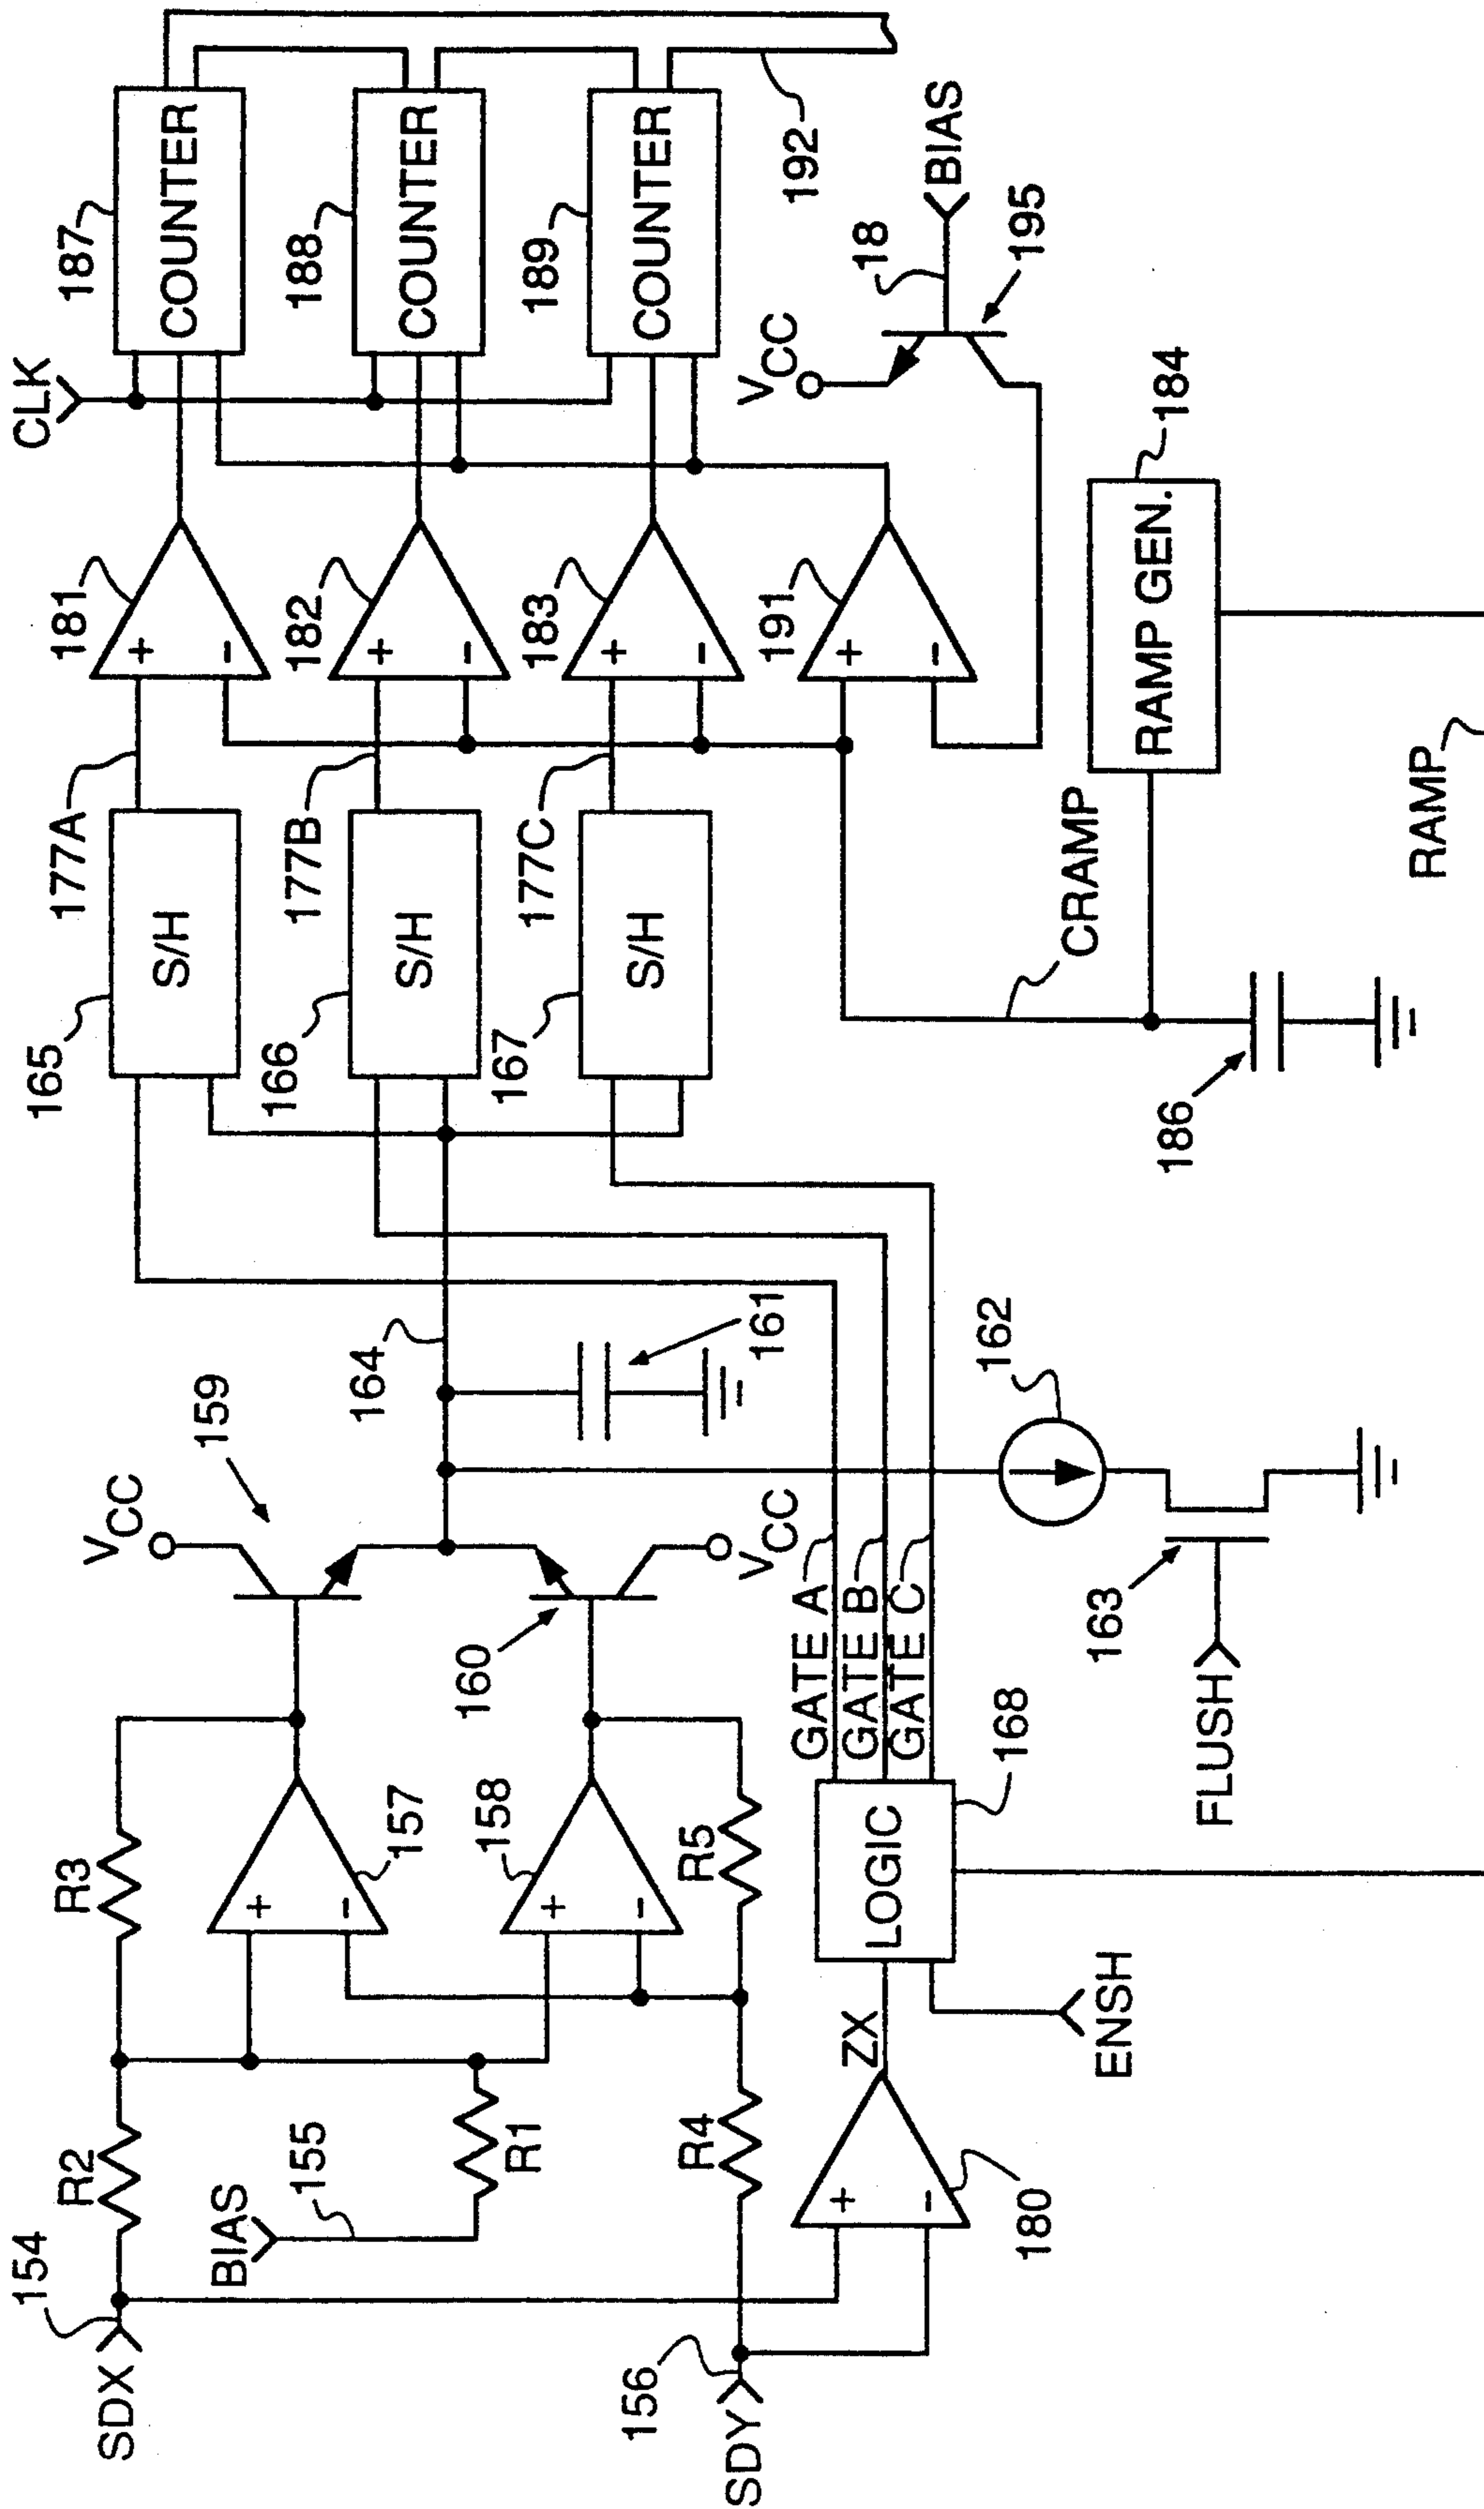 SDX
154
R2
R3
BIAS
155
R1
+
-
157
+
-
158
159
VCC
160
VCC
164
161
SDY
156
R4
R5
+
-
180
ZX
LOGIC
168
ENSH
GATE A
GATE B
GATE C
162
163
FLUSH
165
S/H
177A
166
S/H
177B
167
S/H
177C
181
+
-
182
+
-
183
+
-
191
+
-
CLK
187
COUNTER
188
COUNTER
189
COUNTER
192
VCC
18
BIAS
195
CRAMP
186
RAMP GEN.
184
RAMP